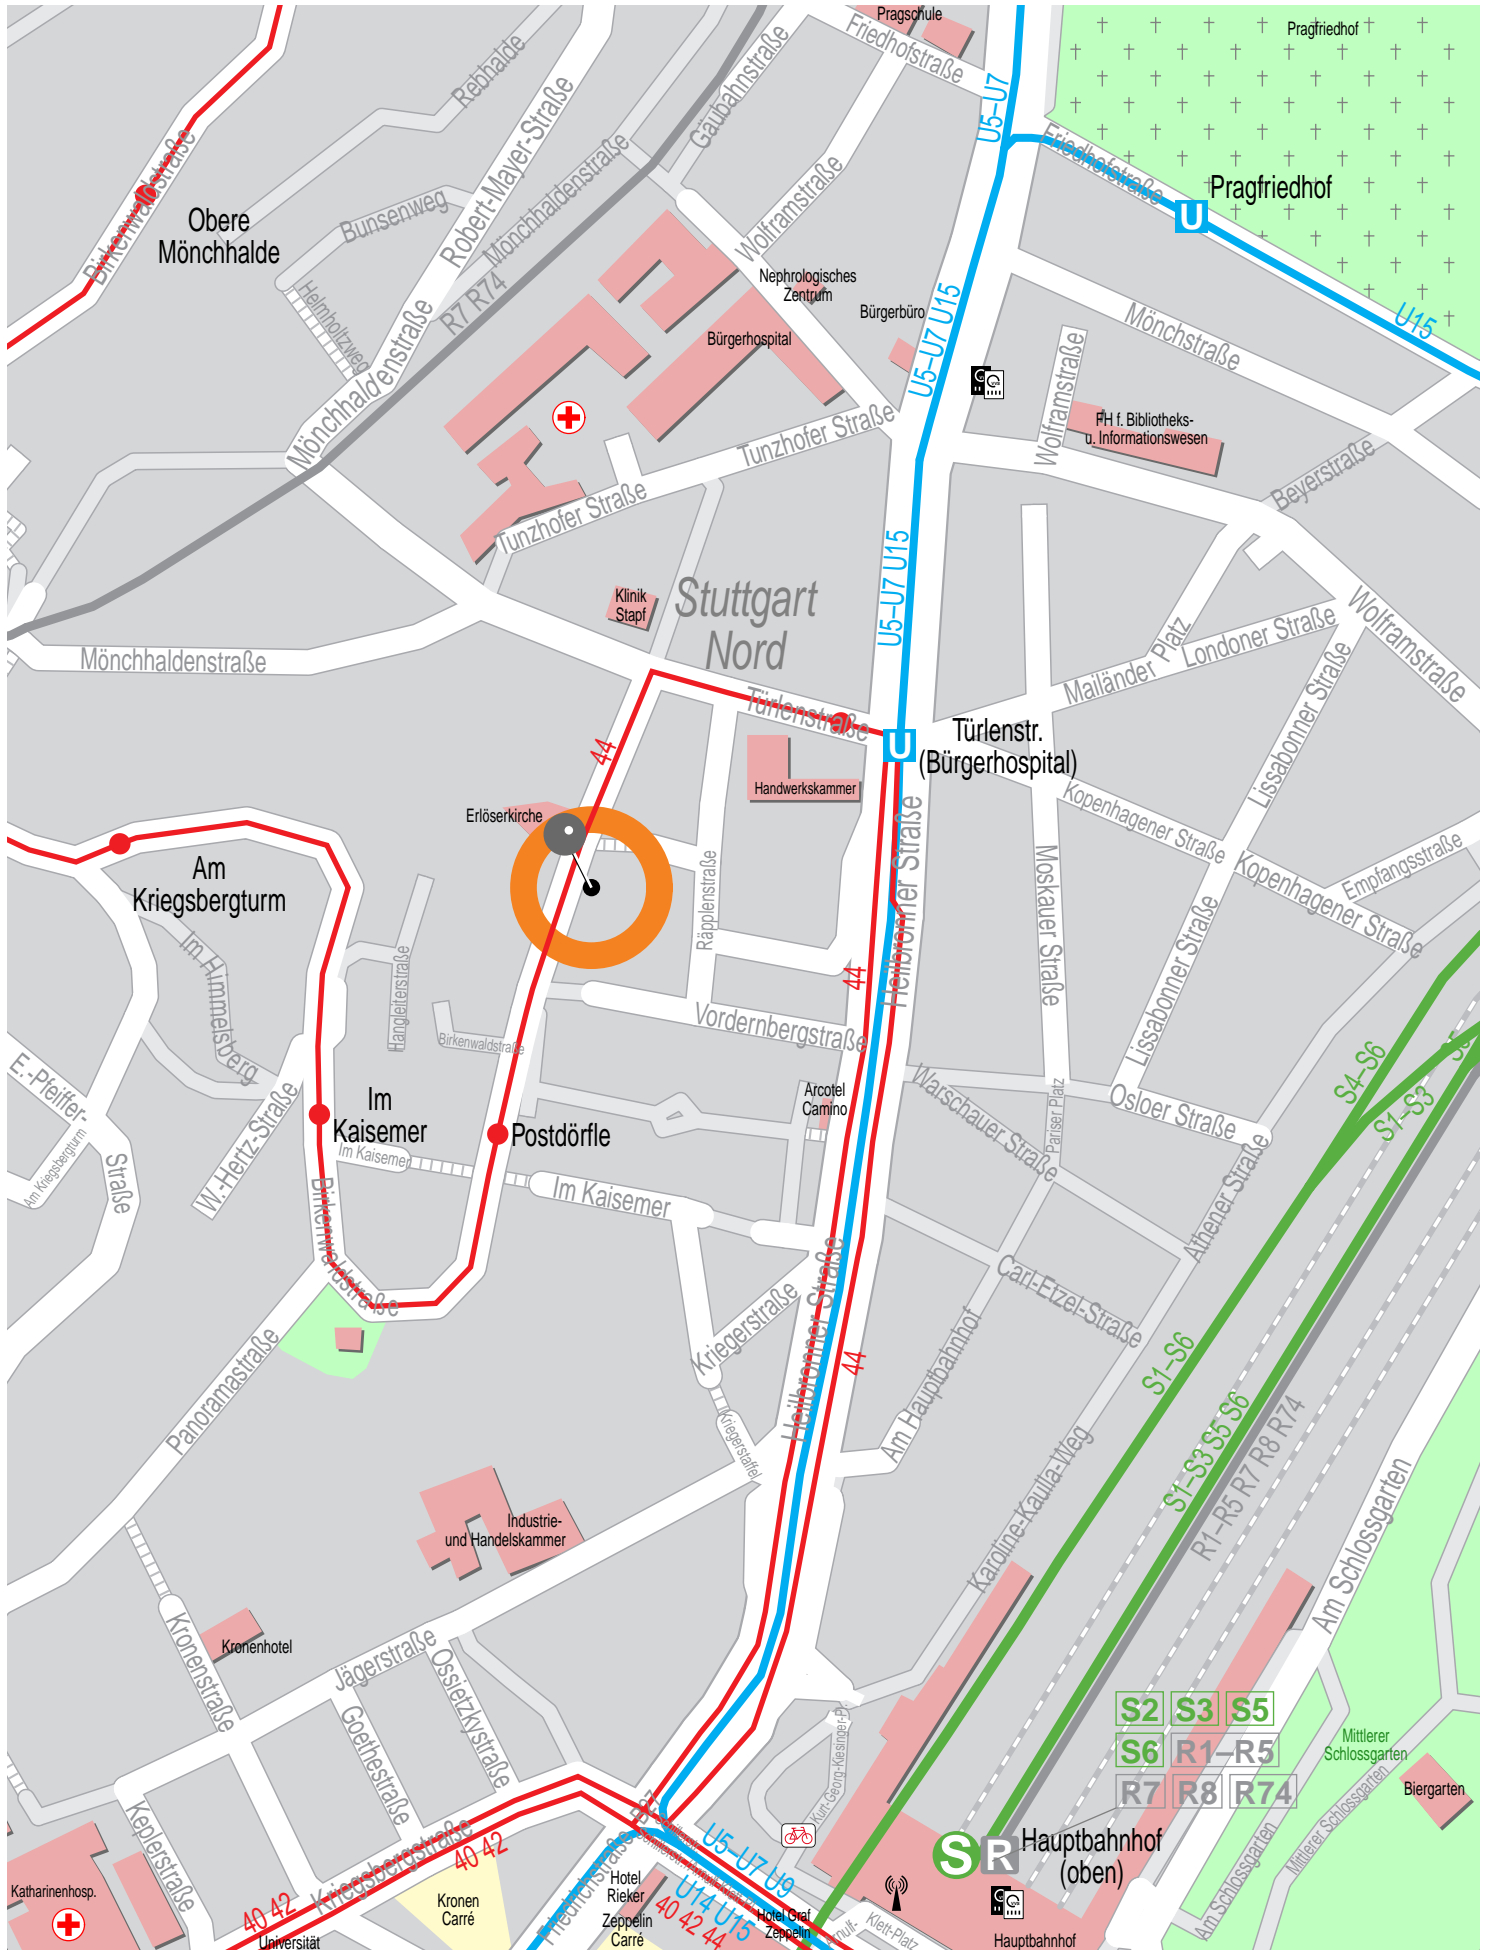 Pragschule
Pragfriedhof
Friedhofstraße
Rebhalde
Gäubahnstraße
U5–U7
Robert-Mayer-Straße
Birkenwaldstraße
Mönchhaldenstraße
Friedhofstraße
Pragfriedhof
U
Obere
Mönchhalde
Bunsenweg
Wolframstraße
Nephrologisches
Zentrum
Helmholtzweg
R7 R74
Bürgerbüro
U5–U7 U15
U15
Mönchstraße
Bürgerhospital
Mönchhaldenstraße
Wolframstraße
FH f. Bibliotheks-
u. Informationswesen
Tunzhofer Straße
Beyerstraße
Tunzhofer Straße
U5–U7 U15
Klinik
Stapf
Stuttgart
Nord
Wolframstraße
Londoner Straße
Mailänder Platz
Mönchhaldenstraße
Lissabonner Straße
Türlenstraße
U
Türlenstr.
(Bürgerhospital)
44
Handwerkskammer
Kopenhagener Straße
Erlöserkirche
Heilbronner Straße
Moskauer Straße
Empfangsstraße
Kopenhagener Straße
Am
Kriegsbergturm
Räpplenstraße
Lissabonner Straße
Im Himmelsberg
Hangleiterstraße
44
Vordernbergstraße
Birkenwaldstraße
E.-Pfeiffer-
Straße
Am Kriegsbergturm
W.-Hertz-Straße
Im
Kaisemer
Im Kaisemer
Postdörfle
Arcotel
Camino
Warschauer Straße
Pariser Platz
Osloer Straße
S4–S6
S1–S3
Im Kaisemer
Birkenwaldstraße
Athener Straße
Carl-Etzel-Straße
Heilbronner Straße
Kriegerstraße
44
Am Hauptbahnhof
S1–S6
Panoramastraße
Kriegerstaffel
S1–S3 S5 S6
R1–R5 R7 R8 R74
Karoline-Kaulla-Weg
Am Schlossgarten
Industrie-
und Handelskammer
Kronenstraße
Kronenhotel
Jägerstraße
Ossietzkystraße
Goethestraße
Kurt-Georg-Kiesinger-Pl.
S2 S3 S5
S6 R1–R5
R7 R8 R74
Mittlerer
Schlossgarten
Biergarten
Mittlerer Schlossgarten
Am Schlossgarten
Keplerstraße
Kriegsbergstraße
40 42
B27
U5–U7 U9
U14 U15
40 42 44
S R
Hauptbahnhof
(oben)
Katharinenhosp.
Kronen
Carré
40 42
Universität
Friedrichstraße
Hotel
Rieker
Zeppelin
Carré
Hotel Graf
Zeppelin
Arnulf-
Klett-Platz
Hauptbahnhof